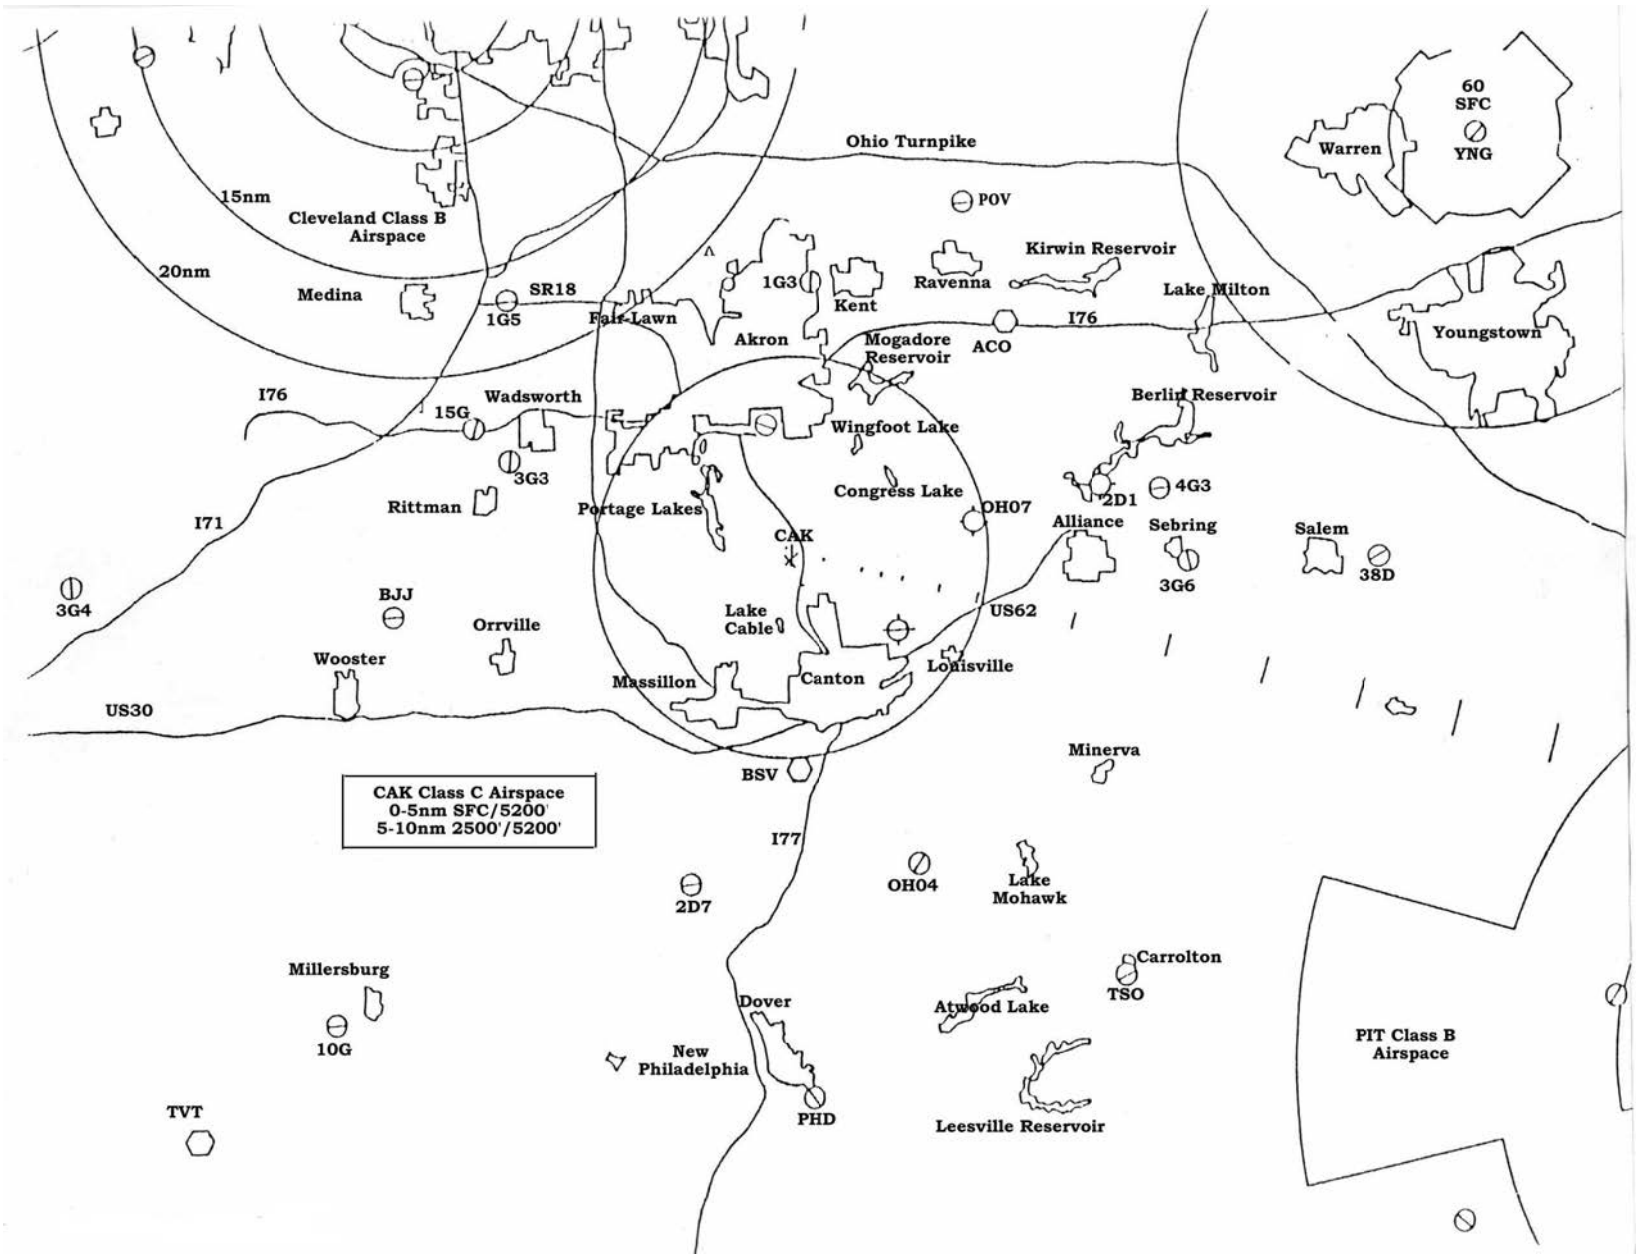 60
SFC
Ohio Turnpike
Warren
YNG
15nm
POV
Cleveland Class B
Airspace
Kirwin Reservoir
20nm
1G3
Ravenna
Medina
SR18
Kent
Lake Milton
1G5
Fair-Lawn
I76
Youngstown
Akron
Mogadore
Reservoir
ACO
I76
Wadsworth
Berlin Reservoir
15G
Wingfoot Lake
3G3
Congress Lake
2D1
4G3
Rittman
Portage Lakes
OH07
I71
Alliance
Sebring
Salem
CAK
3G6
38D
3G4
BJJ
Lake
Cable
US62
Orrville
Wooster
Massillon
Canton
Louisville
US30
Minerva
BSV
CAK Class C Airspace
0-5nm SFC/5200'
5-10nm 2500'/5200'
I77
OH04
Lake
Mohawk
2D7
Carrolton
Millersburg
TSO
Dover
Atwood Lake
PIT Class B
Airspace
10G
New
Philadelphia
TVT
PHD
Leesville Reservoir